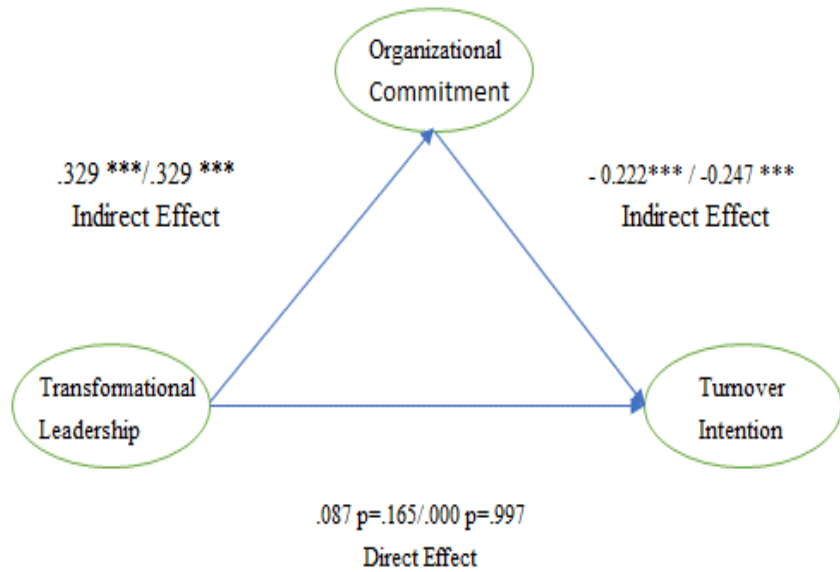 Organizational
Commitment
.329 ***/.329 ***
Indirect Effect
- 0.222*** / -0.247 ***
Indirect Effect
Transformational
Leadership
Turnover
Intention
.087 p=.165/.000 p=.997
Direct Effect